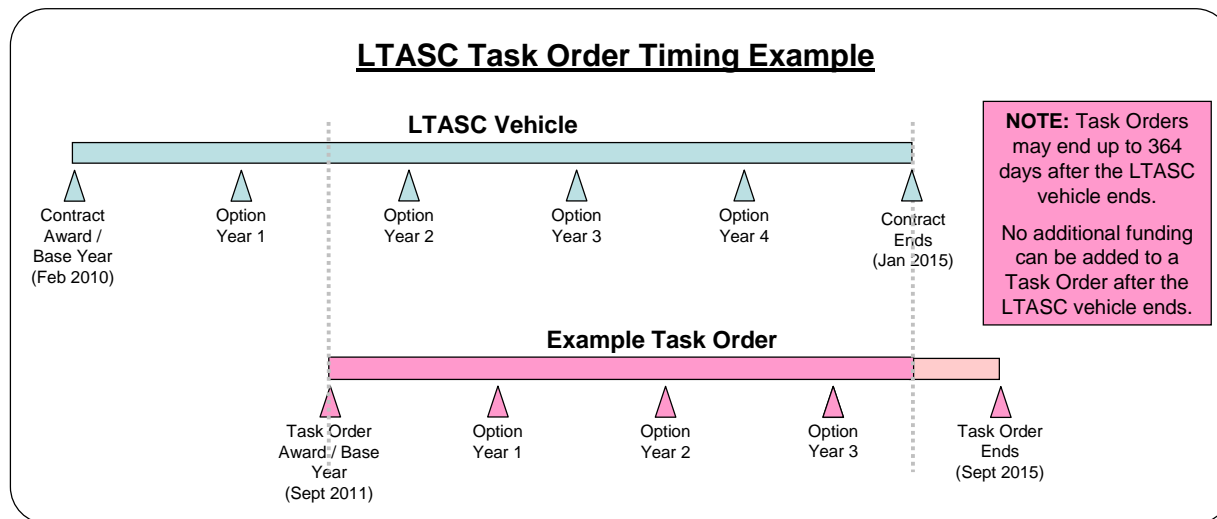 LTASC Task Order Timing Example
LTASC Vehicle
Contract
Award /
Base Year
(Feb 2010)
Option
Year 1
Option
Year 2
Option
Year 3
Option
Year 4
Contract
Ends
(Jan 2015)
NOTE: Task Orders
may end up to 364
days after the LTASC
vehicle ends.
No additional funding
can be added to a
Task Order after the
LTASC vehicle ends.
Example Task Order
Task Order
Award / Base
Year
(Sept 2011)
Option
Year 1
Option
Year 2
Option
Year 3
Task Order
Ends
(Sept 2015)